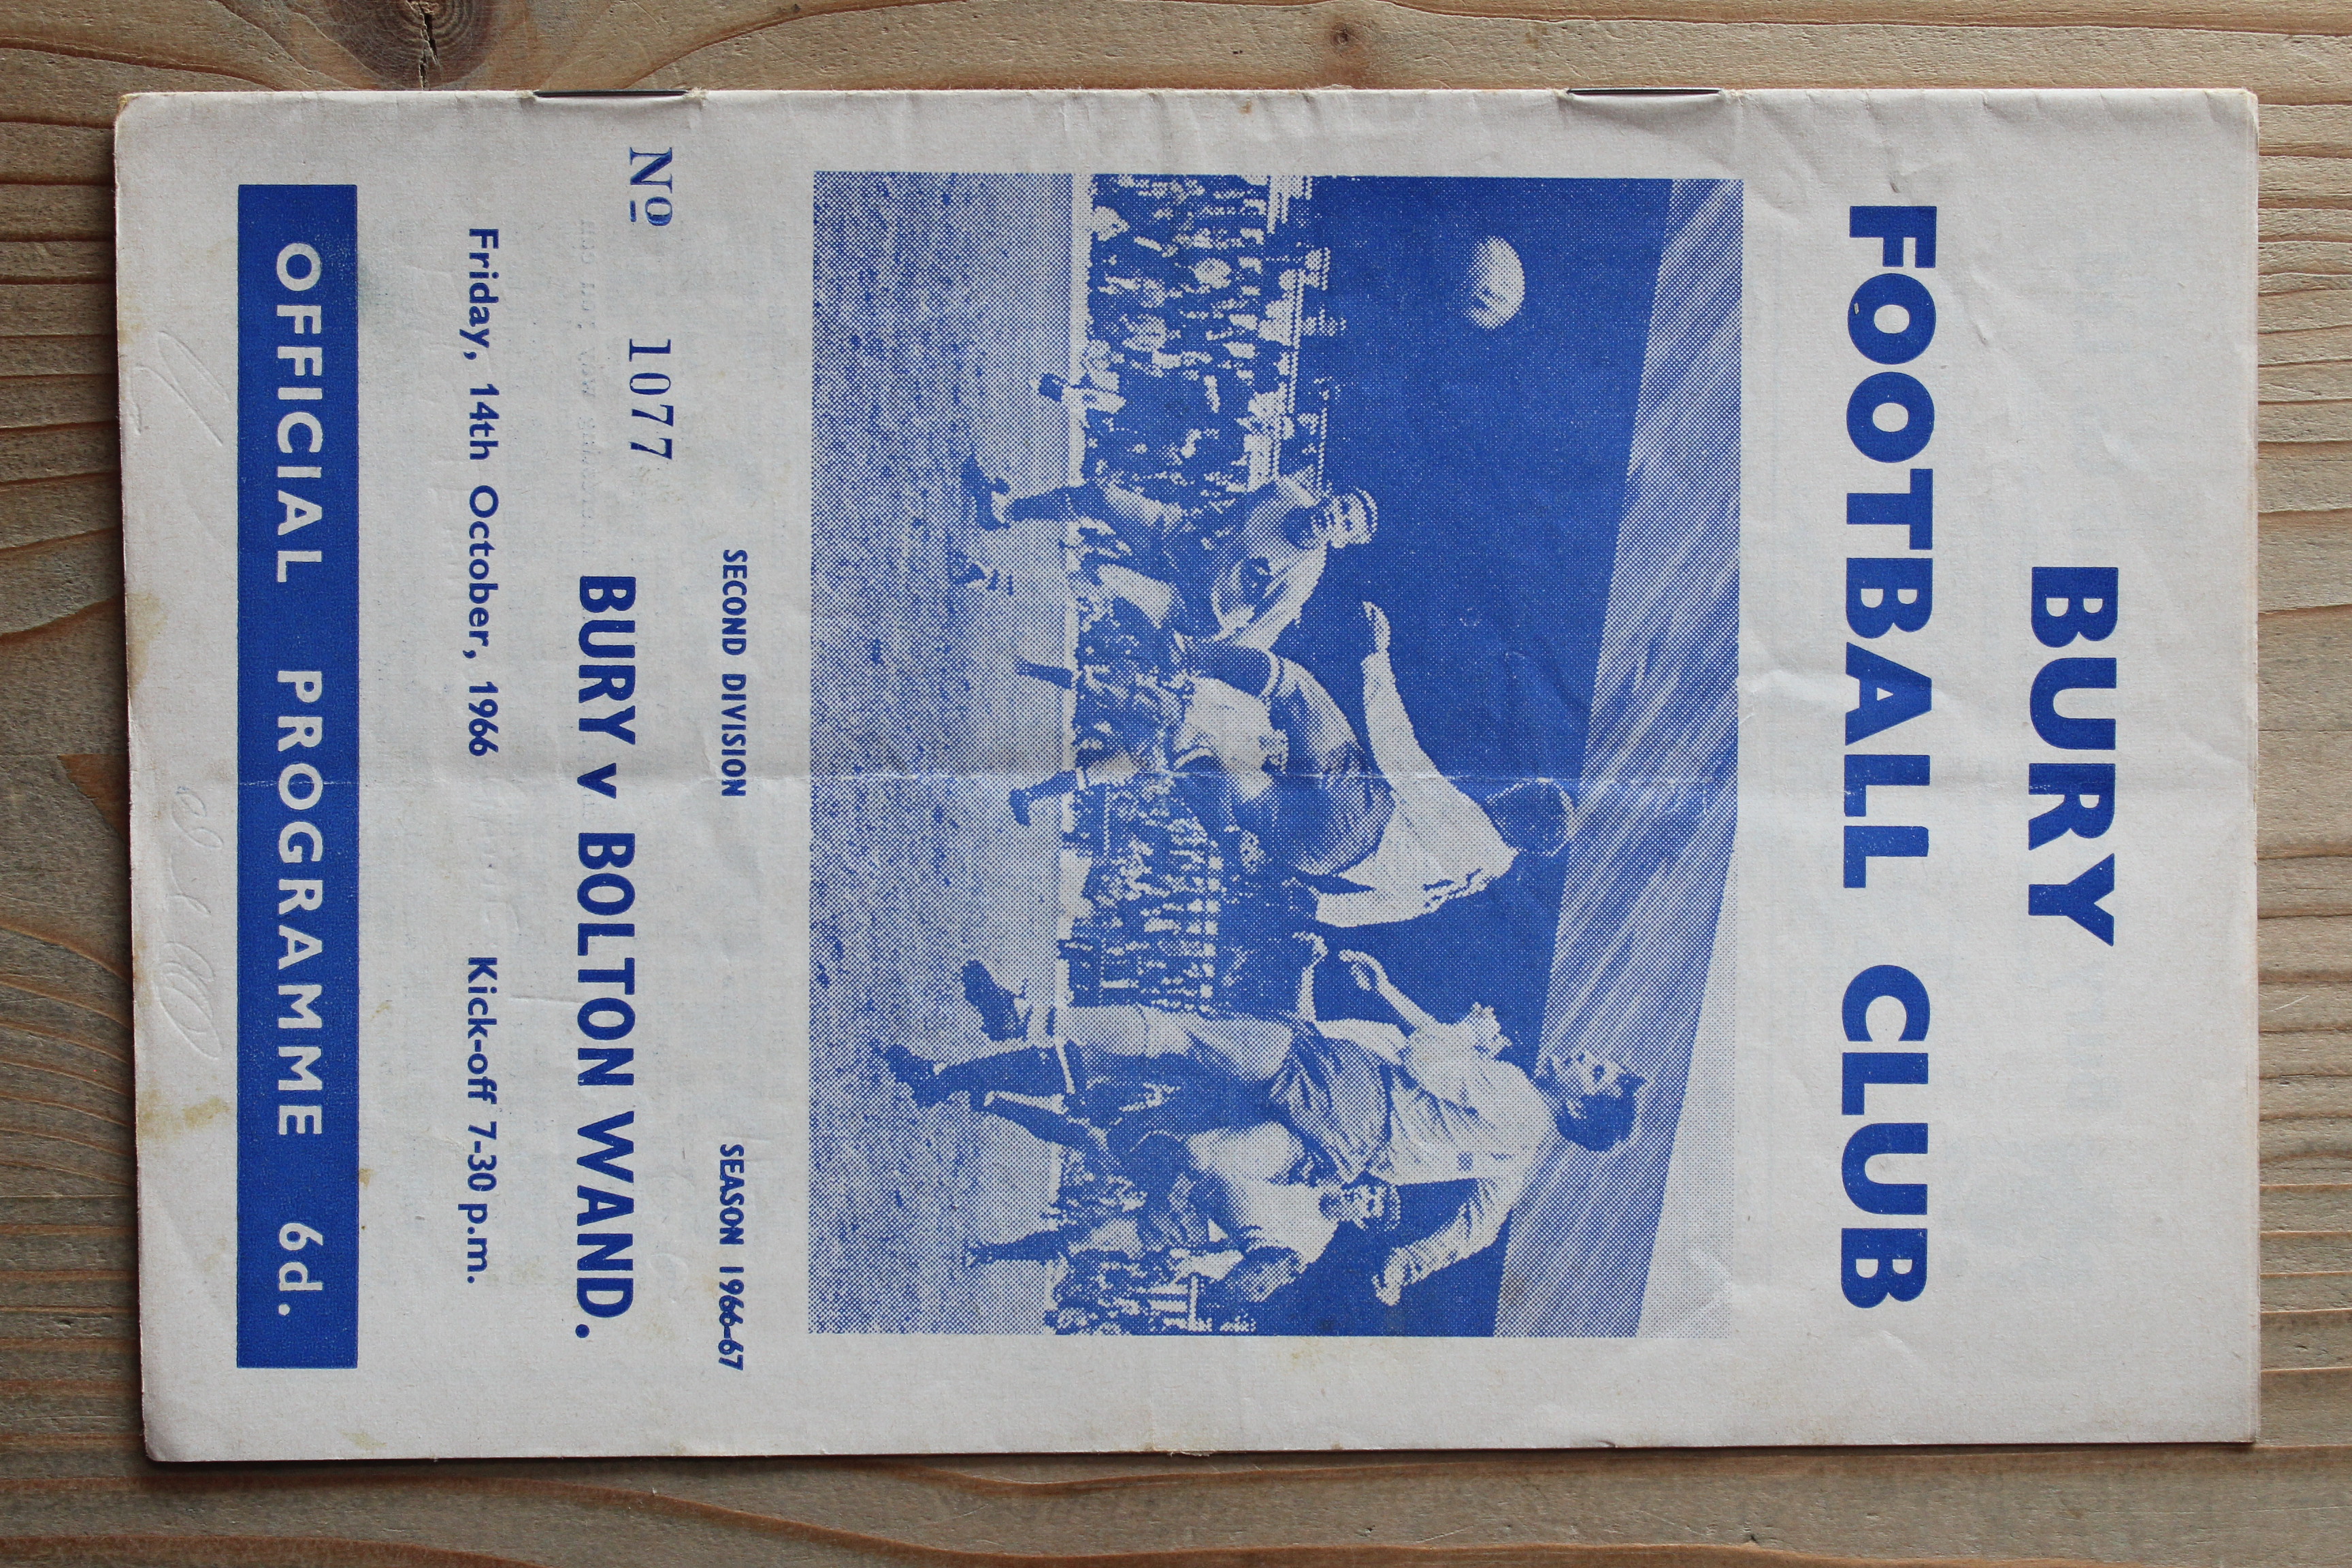 BURY
FOOTBALL CLUB
SECOND DIVISION SEASON 1966-67
Nº 1077
BURY v BOLTON WAND.
Friday, 14th October, 1966 Kick-off 7-30 p.m.
OFFICIAL PROGRAMME 6d.